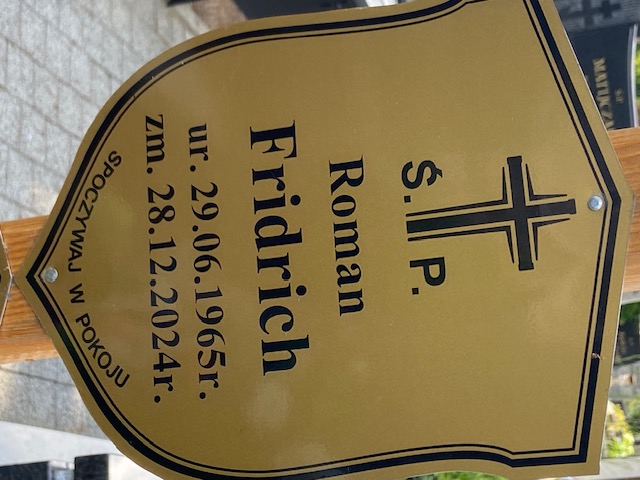 Ś. P.
Roman
Fridrich
ur. 29.06.1965r.
zm. 28.12.2024r.
SPOCZYWAJ W POKOJU